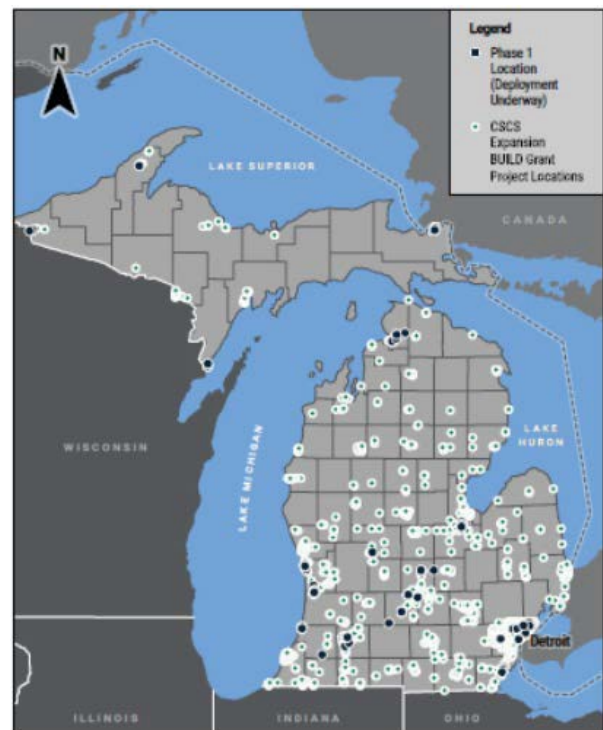 N
Legend
Phase 1
Location
(Deployment
Underway)
CSCS
Expansion
BUILD Grant
Project Locations
LAKE SUPERIOR
CANADA
WISCONSIN
LAKE MICHIGAN
LAKE
HURON
Detroit
ILLINOIS
INDIANA
OHIO